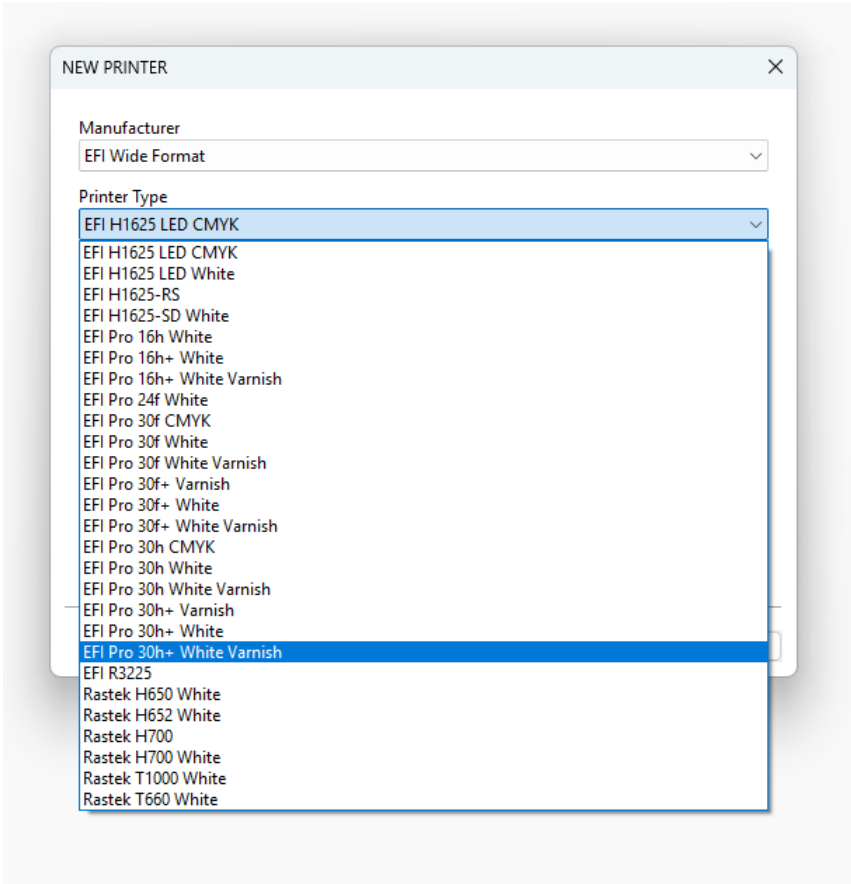 NEW PRINTER
Manufacturer
EFI Wide Format
Printer Type
EFI H1625 LED CMYK
EFI H1625 LED CMYK
EFI H1625 LED White
EFI H1625-RS
EFI H1625-SD White
EFI Pro 16h White
EFI Pro 16h+ White
EFI Pro 16h+ White Varnish
EFI Pro 24f White
EFI Pro 30f CMYK
EFI Pro 30f White
EFI Pro 30f White Varnish
EFI Pro 30f+ Varnish
EFI Pro 30f+ White
EFI Pro 30f+ White Varnish
EFI Pro 30h CMYK
EFI Pro 30h White
EFI Pro 30h White Varnish
EFI Pro 30h+ Varnish
EFI Pro 30h+ White
EFI Pro 30h+ White Varnish
EFI R3225
Rastek H650 White
Rastek H652 White
Rastek H700
Rastek H700 White
Rastek T1000 White
Rastek T660 White